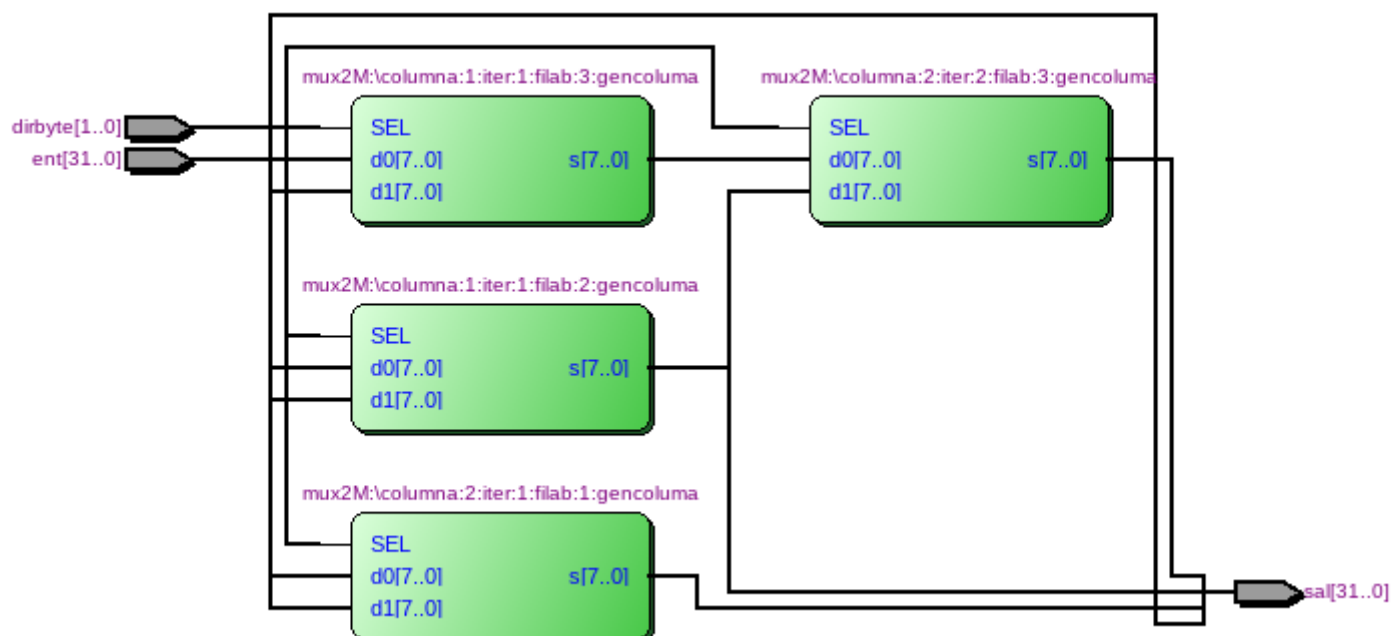 mux2M:\columna:1:iter:1:filab:3:gencoluma
mux2M:\columna:2:iter:2:filab:3:gencoluma
dirbyte[1..0]
ent[31..0]
SEL
d0[7..0]
d1[7..0]
s[7..0]
SEL
d0[7..0]
d1[7..0]
s[7..0]
mux2M:\columna:1:iter:1:filab:2:gencoluma
SEL
d0[7..0]
d1[7..0]
s[7..0]
mux2M:\columna:2:iter:1:filab:1:gencoluma
SEL
d0[7..0]
d1[7..0]
s[7..0]
sal[31..0]